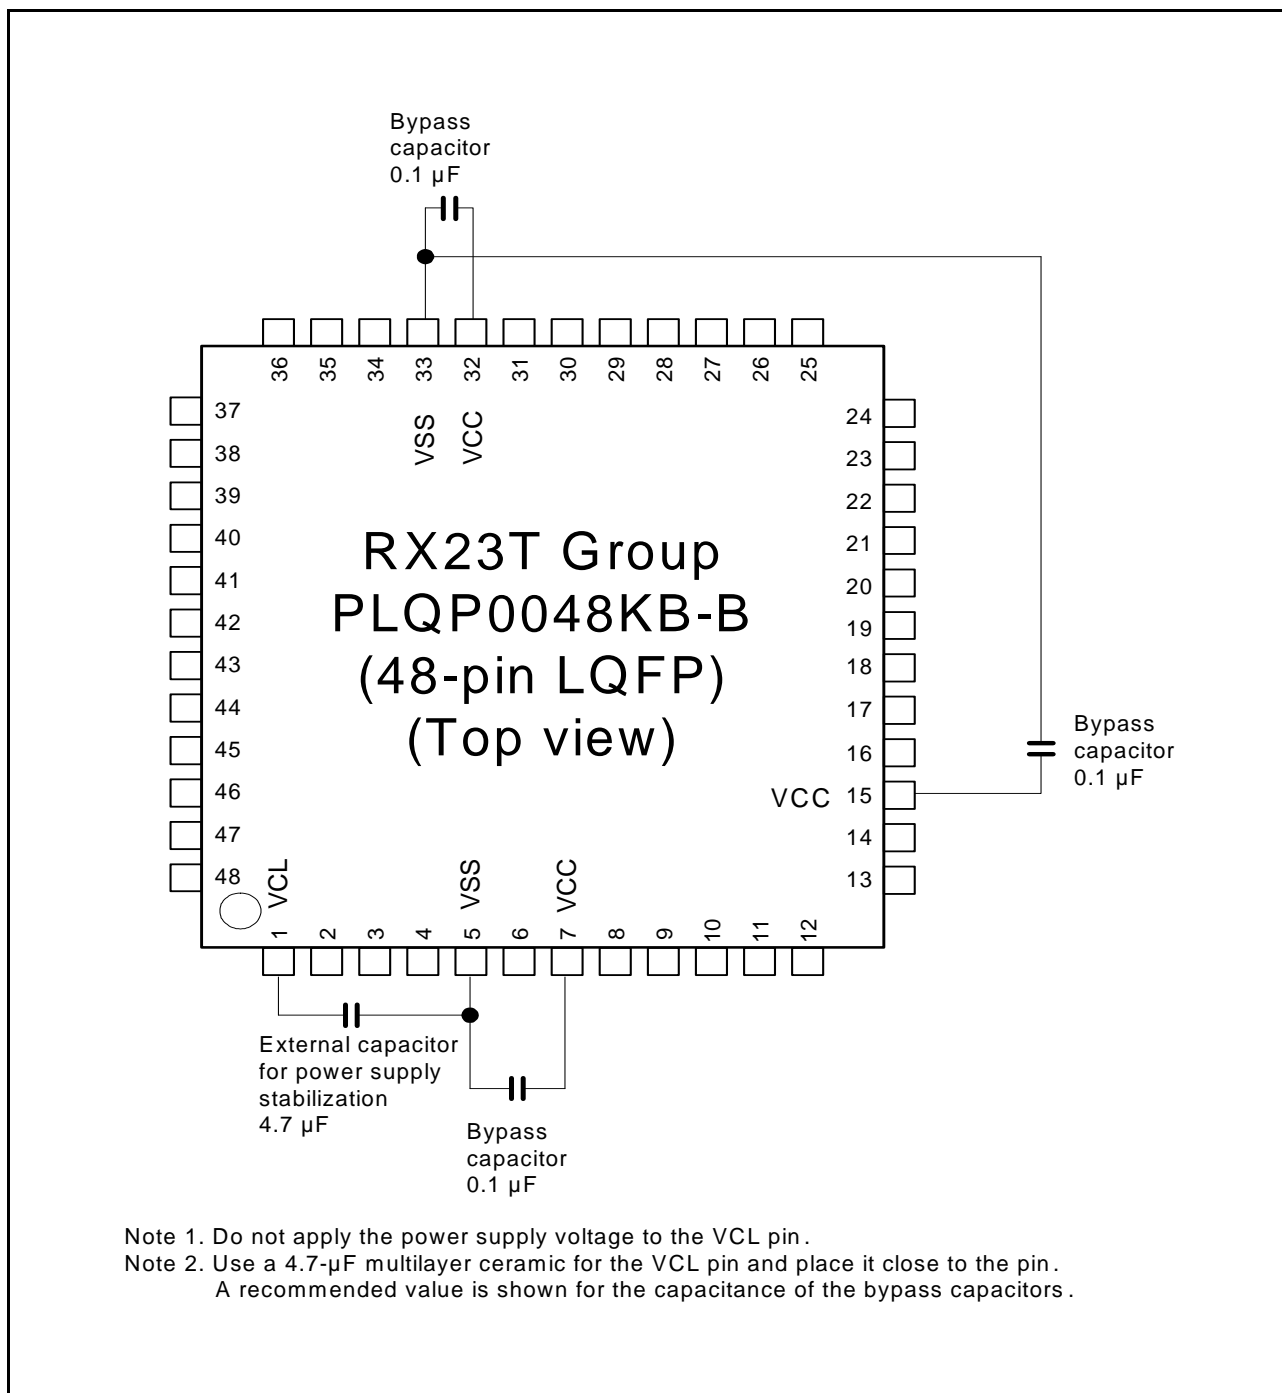 Bypass
capacitor
0.1 µF
36
35
34
33
32
31
30
29
28
27
26
25
VSS
VCC
37
38
39
40
41
42
43
44
45
46
47
48
24
23
22
21
20
19
18
17
16
VCC 15
14
13
RX23T Group
PLQP0048KB-B
(48-pin LQFP)
(Top view)
Bypass
capacitor
0.1 µF
VCL
VSS
VCC
1
2
3
4
5
6
7
8
9
10
11
12
External capacitor
for power supply
stabilization
4.7 µF
Bypass
capacitor
0.1 µF
Note 1. Do not apply the power supply voltage to the VCL pin.
Note 2. Use a 4.7-µF multilayer ceramic for the VCL pin and place it close to the pin.
A recommended value is shown for the capacitance of the bypass capacitors.